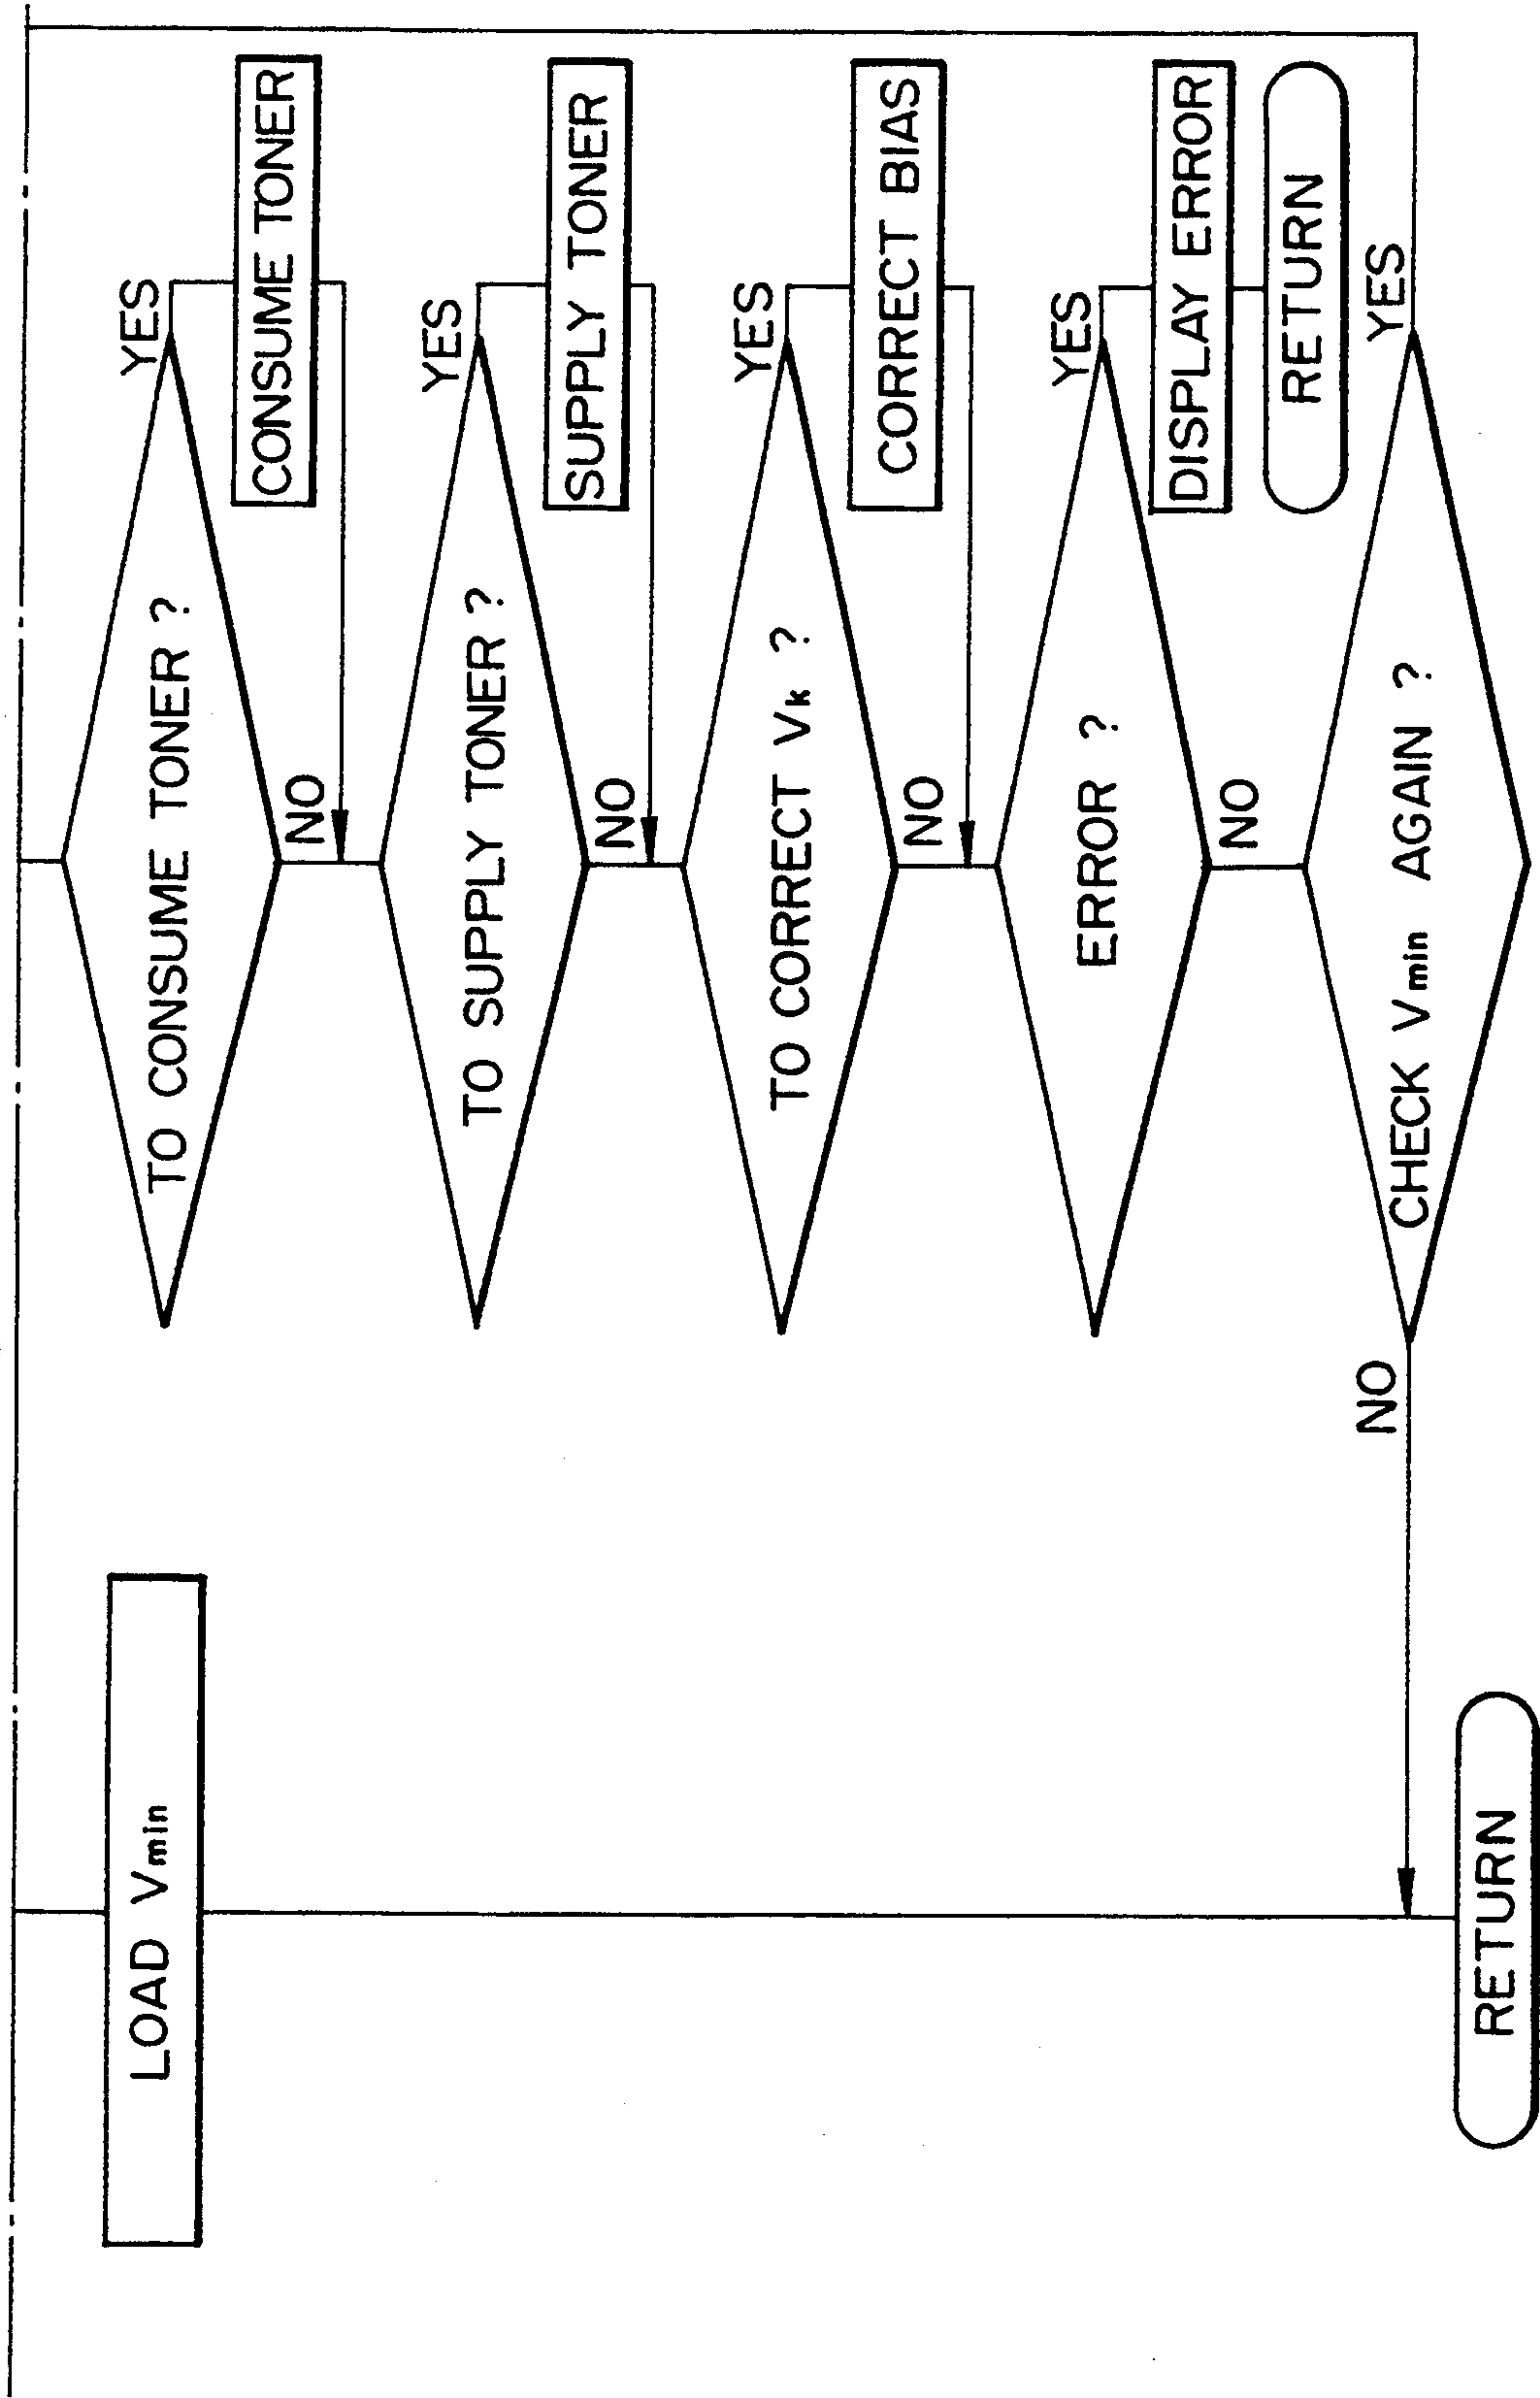 TO CONSUME TONER ?
YES
CONSUME TONER
NO
TO SUPPLY TONER ?
YES
SUPPLY TONER
NO
TO CORRECT Vk ?
YES
CORRECT BIAS
NO
ERROR ?
YES
DISPLAY ERROR
RETURN
NO
CHECK Vmin AGAIN ?
YES
NO
LOAD Vmin
RETURN